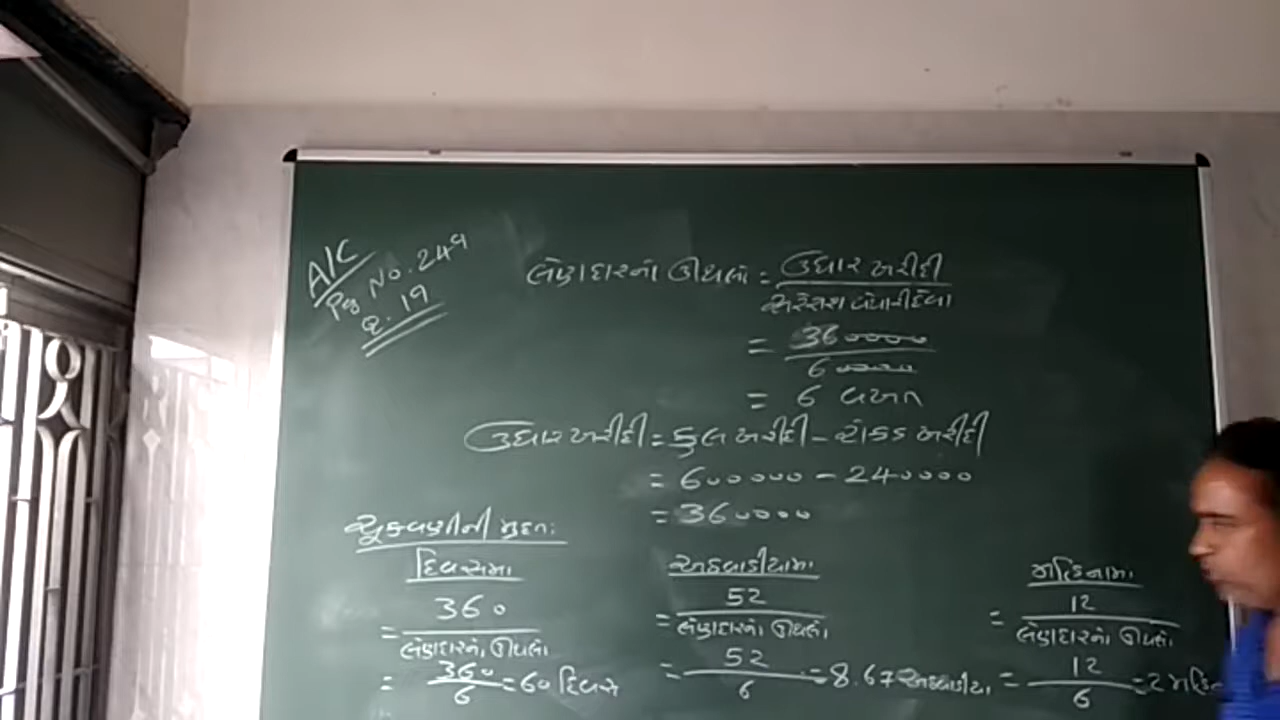 A/C
Pag No. 249
Q. 19
લેણદારનો ઊથલો = ઉધાર ખરીદી
સરેરાશ વેપારી દેવા
= 360000
60000
= 6 વખત
ઉધાર ખરીદી = કુલ ખરીદી - રોકડ ખરીદી
= 600000 - 240000
= 360000
ચૂકવણીની મુદત:
દિવસમા અઠવાડીયામા મહિનામા
= 360 = 52 = 12
લેણદારનો ઊથલો લેણદારનો ઊથલો લેણદારનો ઊથલો
= 360 = 60 દિવસ = 52 = 8.67 અઠવાડીયા = 12 = 2
6 6 6